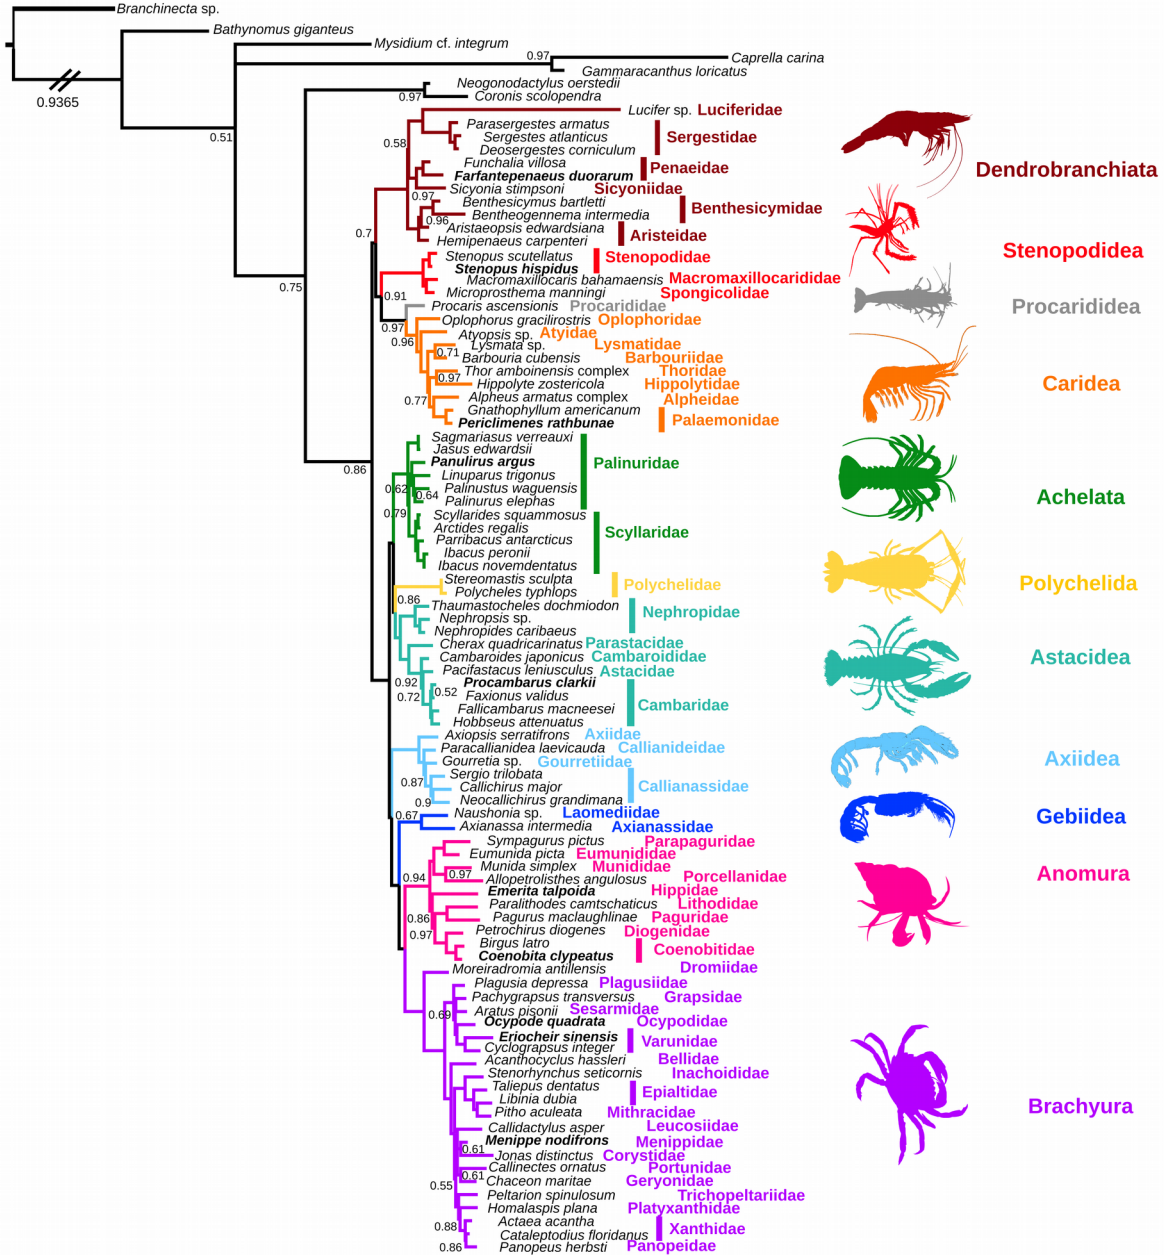 Branchinecta sp.
Bathynomus giganteus
Mysidium cf. integrum
0.97 Caprella carina
Gammaracanthus loricatus
0.9365
Neogonodactylus oerstedii
0.97 Coronis scolopendra
0.51
Lucifer sp. Luciferidae
Parasergestes armatus
Sergestes atlanticus Sergestidae
0.58
Deosergestes corniculum
Funchalia villosa
Penaeidae
Farfantepenaeus duorarum
Dendrobranchiata
Sicyonia stimpsoni Sicyoniidae
0.97
Benthesicymus bartletti
Benthesicymidae
0.96 Bentheogennema intermedia
Aristaeopsis edwardsiana
0.7 Aristeidae
Hemipenaeus carpenteri
Stenopodidea
Stenopus scutellatus Stenopodidae
Stenopus hispidus
Macromaxillocaris bahamaensis Macromaxillocarididae
0.75
0.91 Microprosthema manningi Spongicolidae
Procaris ascensionis Procarididae Procarididea
0.97 Oplophorus gracilirostris Oplophoridae
0.96 Atyopsis sp. Atyidae
Lysmata sp. Lysmatidae
0.71
Barbouria cubensis Barbouriidae
Thor amboinensis complex Thoridae
0.97
Hippolyte zostericola Hippolytidae Caridea
0.77 Alpheus armatus complex Alpheidae
Gnathophyllum americanum
Palaemonidae
Periclimenes rathbunae
Sagmariasus verreauxi
Jasus edwardsii
Panulirus argus Palinuridae
0.86
Linuparus trigonus
0.62 Palinustus waguensis
0.64
Palinurus elephas Achelata
0.79 Scyllarides squammosus
Arctides regalis
Scyllaridae
Parribacus antarcticus
Ibacus peronii
Ibacus novemdentatus
Stereomastis sculpta
Polychelidae Polychelida
Polycheles typhlops
0.86
Thaumastocheles dochmiodon
Nephropidae
Nephropsis sp.
Nephropides caribaeus
Cherax quadricarinatus Parastacidae
Cambaroides japonicus Cambaroididae Astacidea
Pacifastacus leniusculus Astacidae
0.92 Procambarus clarkii
0.52
0.72 Faxionus validus
Cambaridae
Fallicambarus macneesei
Hobbseus attenuatus
Axiopsis serratifrons Axiidae
Paracallianidea laevicauda Callianideidae
Gourretia sp. Gourretiidae Axiidea
Sergio trilobata
0.87
Callichirus major Callianassidae
0.9 Neocallichirus grandimana
0.67 Naushonia sp. Laomediidae
Gebiidea
Axianassa intermedia Axianassidae
Sympagurus pictus Parapaguridae
Eumunida picta Eumunididae
Munida simplex Munididae
0.94 0.97 Anomura
Allopetrolisthes angulosus Porcellanidae
Emerita talpoida Hippidae
Paralithodes camtschaticus Lithodidae
0.86 Pagurus maclaughlinae Paguridae
0.97 Petrochirus diogenes Diogenidae
Birgus latro
Coenobitidae
Coenobita clypeatus
Moreiradromia antillensis Dromiidae
Plagusia depressa Plagusiidae
Pachygrapsus transversus Grapsidae
Aratus pisonii Sesarmidae
0.69
Ocypode quadrata Ocypodidae
Eriocheir sinensis
Varunidae
Cyclograpsus integer
Acanthocyclus hassleri Bellidae
Stenorhynchus seticornis Inachoididae
Taliepus dentatus
Epialtidae
Libinia dubia
Brachyura
Pitho aculeata Mithracidae
Callidactylus asper Leucosiidae
Menippe nodifrons Menippidae
0.61
Jonas distinctus Corystidae
Callinectes ornatus Portunidae
0.61
Chaceon maritae Geryonidae
0.55
Peltarion spinulosum Trichopeltariidae
Homalaspis plana Platyxanthidae
Actaea acantha
0.88 Xanthidae
Cataleptodius floridanus
0.86 Panopeus herbsti Panopeidae